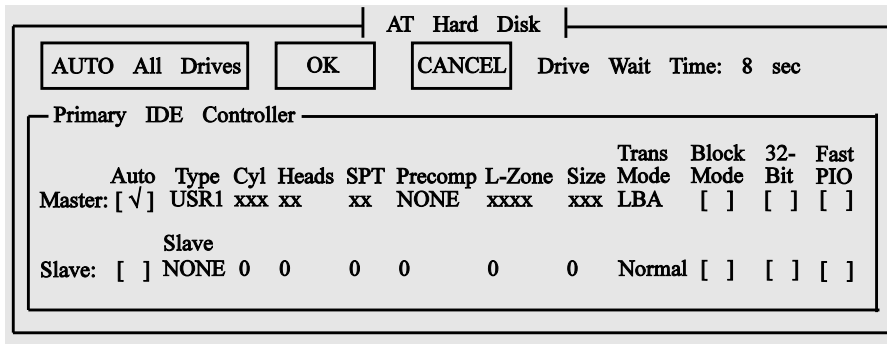 AT Hard Disk
AUTO All Drives OK CANCEL Drive Wait Time: 8 sec
Primary IDE Controller
Trans Block 32- Fast
Auto Type Cyl Heads SPT Precomp L-Zone Size Mode Mode Bit PIO
Master: [ √ ] USR1 xxx xx xx NONE xxxx xxx LBA [ ] [ ] [ ]
Slave
Slave: [ ] NONE 0 0 0 0 0 0 Normal [ ] [ ] [ ]